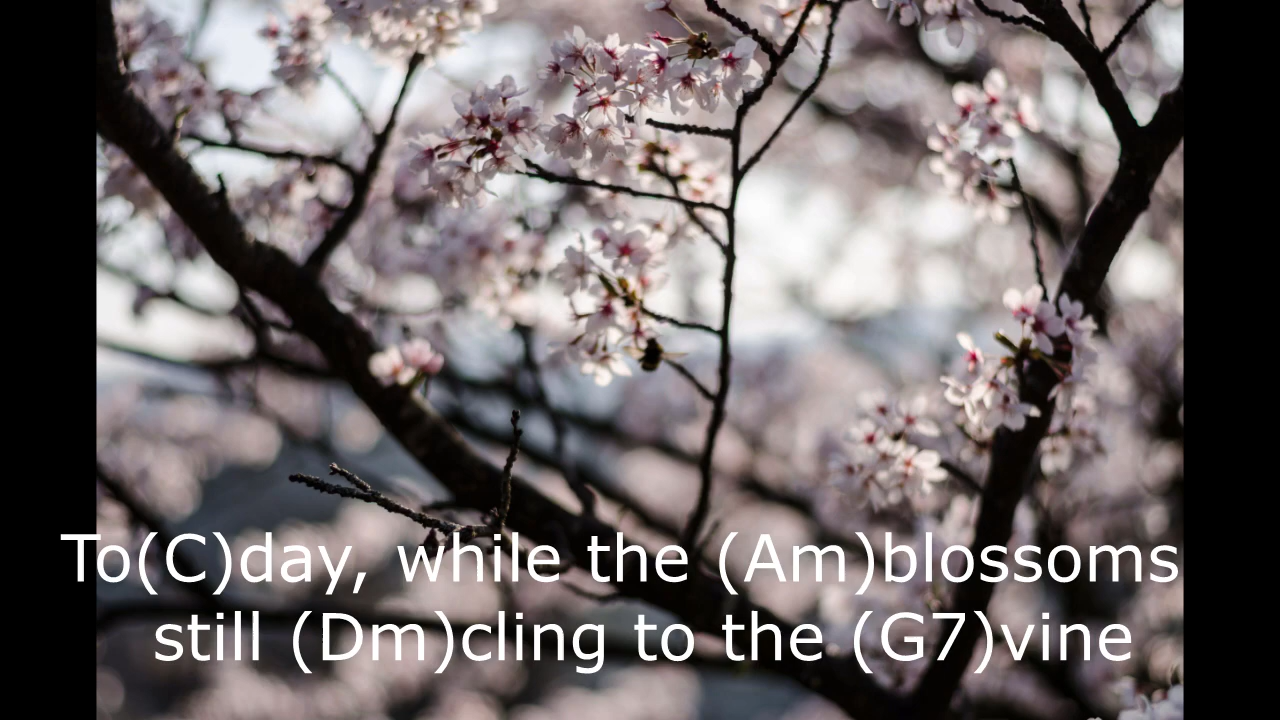 To(C)day, while the (Am)blossoms
still (Dm)cling to the (G7)vine